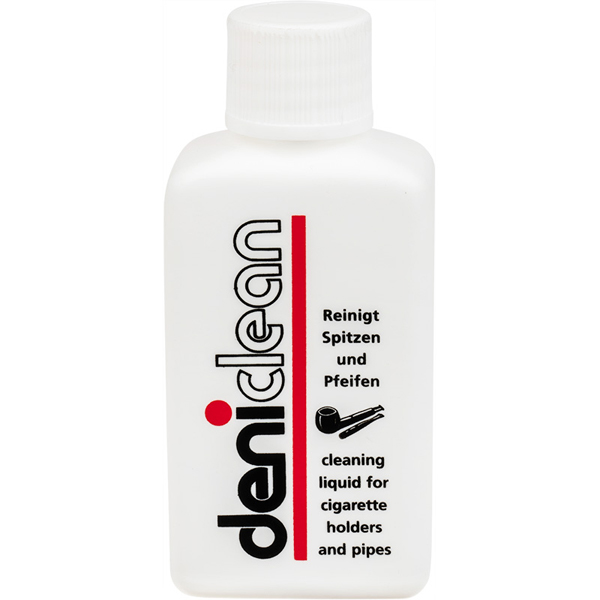 deniclean
Reinigt
Spitzen
und
Pfeifen
cleaning
liquid for
cigarette
holders
and pipes